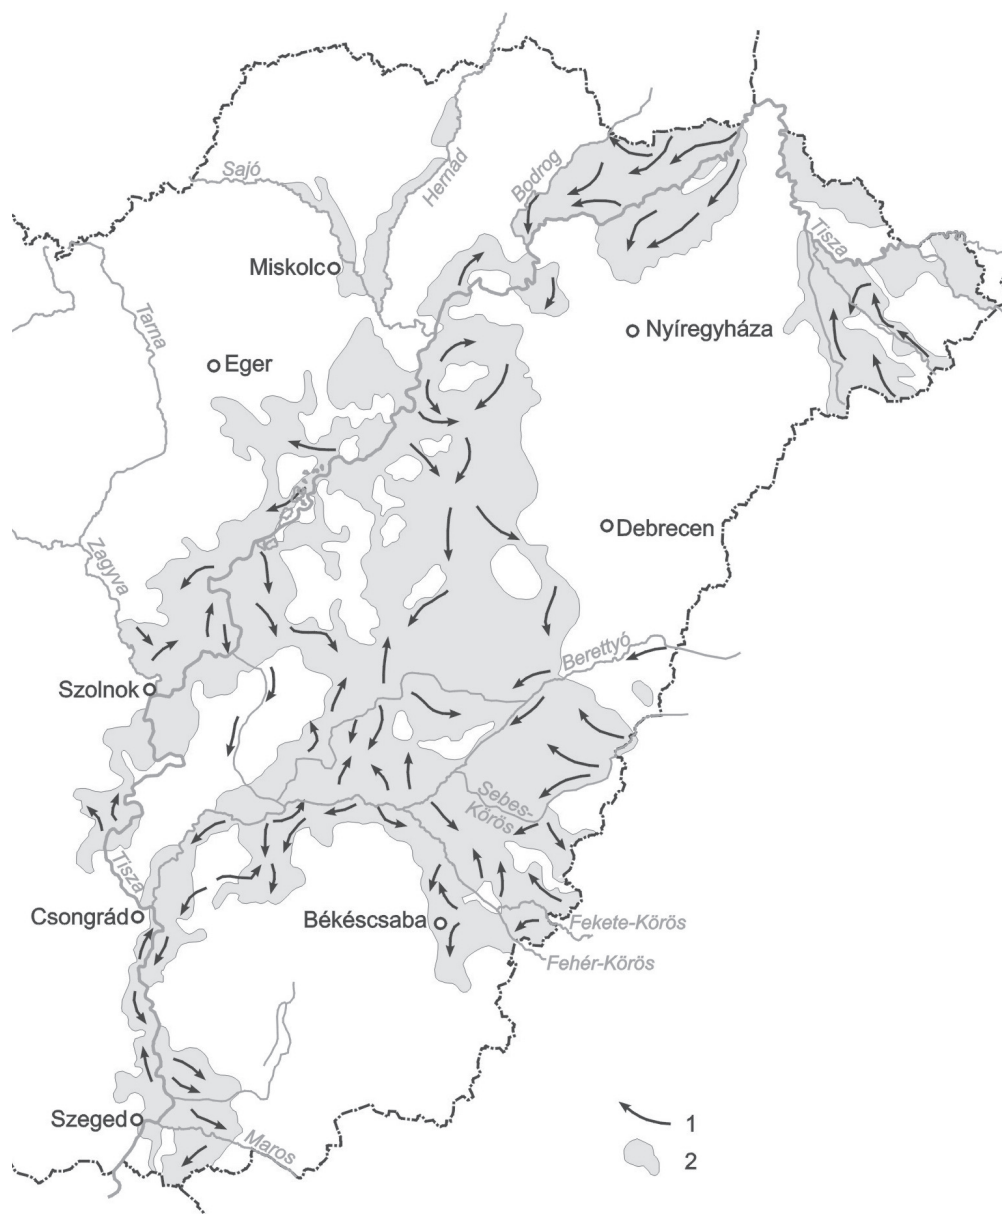 Sajó
Hernád
Bodrog
Tisza
Miskolc
Nyíregyháza
Tarna
Eger
Debrecen
Zagyva
Berettyó
Szolnok
Sebes-
Körös
Tisza
Csongrád
Békéscsaba
Fekete-Körös
Fehér-Körös
Szeged
Maros
1
2